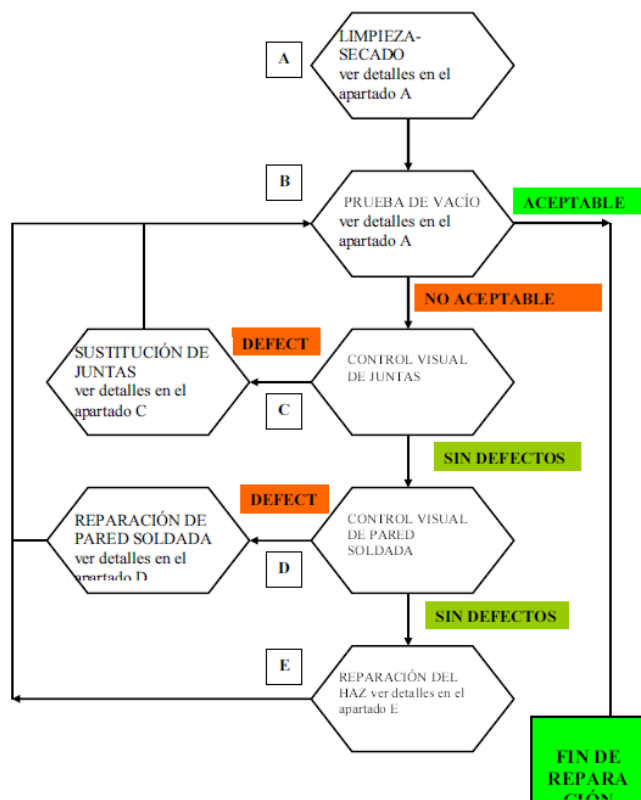 A
LIMPIEZA-
SECADO
ver detalles en el
apartado A
B
PRUEBA DE VACÍO
ver detalles en el
apartado A
ACEPTABLE
NO ACEPTABLE
SUSTITUCIÓN DE
JUNTAS
ver detalles en el
apartado C
DEFECT
C
CONTROL VISUAL
DE JUNTAS
SIN DEFECTOS
REPARACIÓN DE
PARED SOLDADA
ver detalles en el
apartado D
DEFECT
D
CONTROL VISUAL
DE PARED
SOLDADA
SIN DEFECTOS
E
REPARACIÓN DEL
HAZ ver detalles en el
apartado E
FIN DE
REPARA
CIÓN